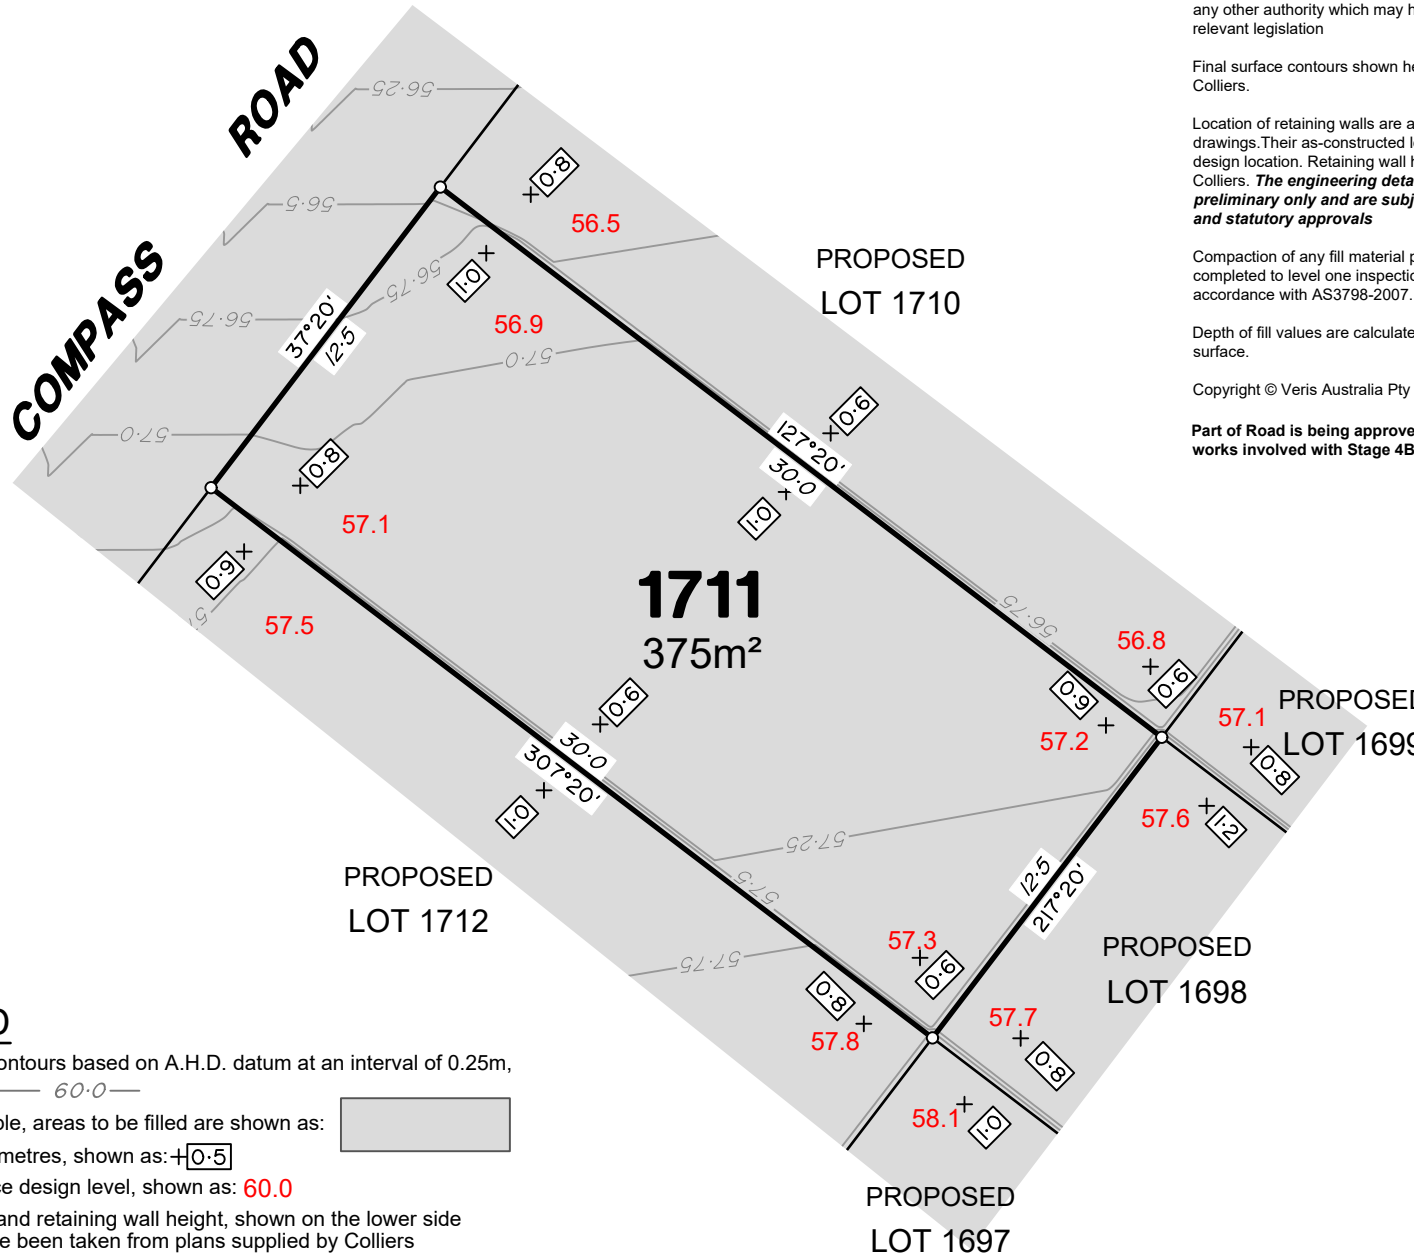 any other authority which may h
relevant legislation
Final surface contours shown he
Colliers.
Location of retaining walls are a
drawings.Their as-constructed l
design location. Retaining wall h
Colliers. The engineering deta
preliminary only and are subj
and statutory approvals
Compaction of any fill material p
completed to level one inspectio
accordance with AS3798-2007.
Depth of fill values are calculate
surface.
Copyright © Veris Australia Pty
Part of Road is being approve
works involved with Stage 4B
COMPASS ROAD
56·25
56·5
56·75
57·0
0·8
56.5
PROPOSED
LOT 1710
1·0
56·75
56.9
37°20'
12·5
57·0
0·6
127°20'
30·0
1·0
0·8
57.1
0·9
57.5
1711
375m²
56·75
56.8
0·6
0·9
57.2
57.1
PROPOSED
LOT 1699
0·8
57.6
1·2
0·6
30·0
307°20'
1·0
57·25
57·5
12·5
217°20'
PROPOSED
LOT 1712
57·75
57.3
0·6
PROPOSED
LOT 1698
0·8
57.8
57.7
0·8
58.1
1·0
PROPOSED
LOT 1697
ontours based on A.H.D. datum at an interval of 0.25m,
60·0
ole, areas to be filled are shown as:
metres, shown as:+0·5
e design level, shown as: 60.0
and retaining wall height, shown on the lower side
e been taken from plans supplied by Colliers